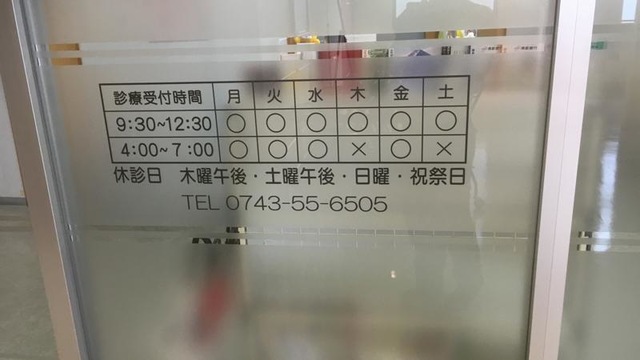 診療受付時間 月 火 水 木 金 土
9:30~12:30 ○ ○ ○ ○ ○ ○
4:00~7:00 ○ ○ ○ × ○ ×
休診日 木曜午後・土曜午後・日曜・祝祭日
TEL 0743-55-6505